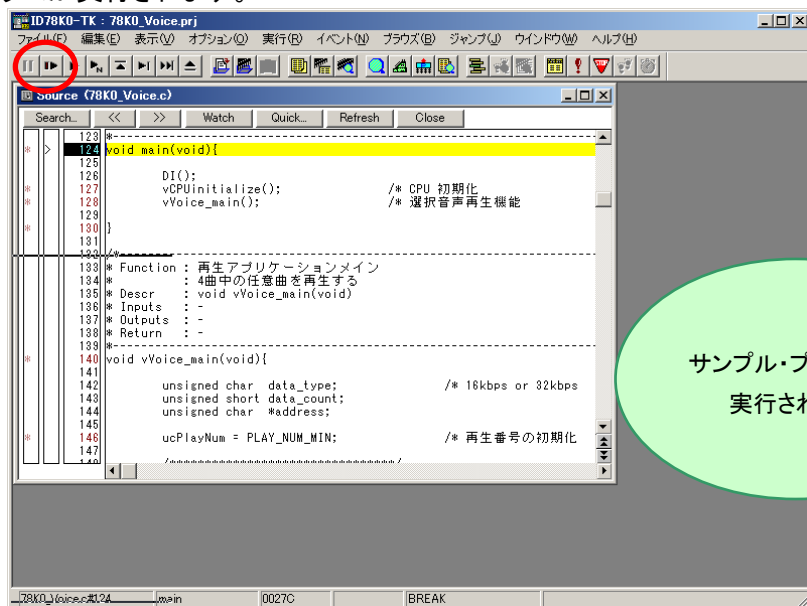 ID78K0-TK : 78K0_Voice.prj
ファイル(F) 編集(E) 表示(V) オプション(O) 実行(R) イベント(N) ブラウズ(B) ジャンプ(J) ウインドウ(W) ヘルプ(H)
Source (78K0_Voice.c)
Search... << >> Watch Quick... Refresh Close
123 *------------------------------------------------------------
* > 124 void main(void){
125
126 DI();
* 127 vCPUinitialize(); /* CPU 初期化
* 128 vVoice_main(); /* 選択音声再生機能
129
* 130 }
131
132 /*------------------------------------------------------------
133 * Function : 再生アプリケーションメイン
134 * : 4曲中の任意曲を再生する
135 * Descr : void vVoice_main(void)
136 * Inputs : -
137 * Outputs : -
138 * Return : -
139 *------------------------------------------------------------
* 140 void vVoice_main(void){
141
142 unsigned char data_type; /* 16kbps or 32kbps
143 unsigned short data_count;
144 unsigned char *address;
145
* 146 ucPlayNum = PLAY_NUM_MIN; /* 再生番号の初期化
147
サンプル・プ
実行され
78K0_Voice.c#124 main 0027C BREAK